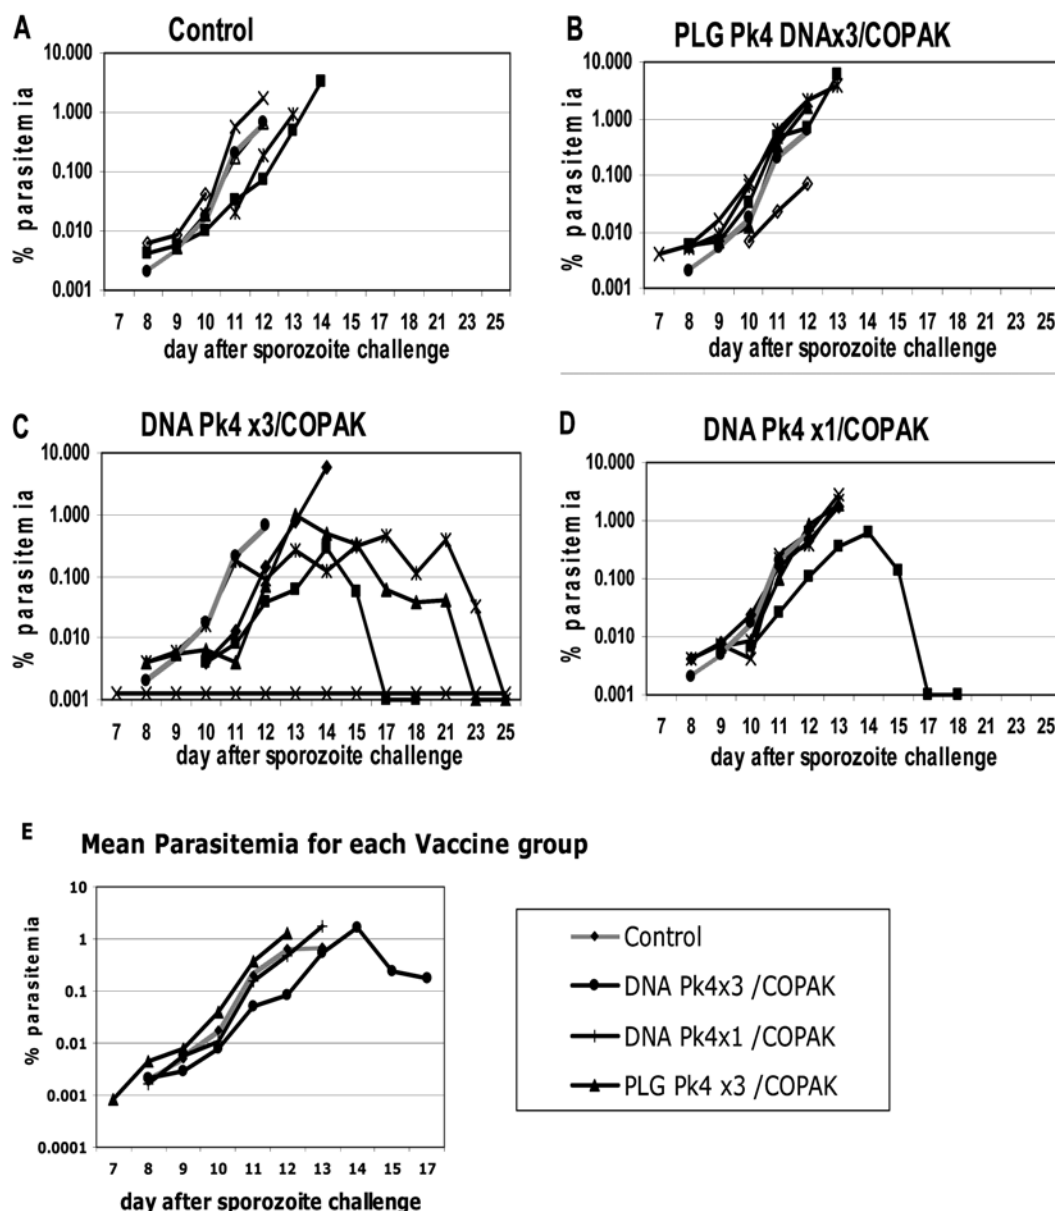 A
Control
10.000
1.000
0.100
0.010
0.001
% parasitemia
7 8 9 10 11 12 13 14 15 17 18 21 23 25
day after sporozoite challenge
B
PLG Pk4 DNAx3/COPAK
10.000
1.000
0.100
0.010
0.001
% parasitemia
7 8 9 10 11 12 13 14 15 17 18 21 23 25
day after sporozoite challenge
C
DNA Pk4 x3/COPAK
10.000
1.000
0.100
0.010
0.001
% parasitemia
7 8 9 10 11 12 13 14 15 17 18 21 23 25
day after sporozoite challenge
D
DNA Pk4 x1/COPAK
10.000
1.000
0.100
0.010
0.001
% parasitemia
7 8 9 10 11 12 13 14 15 17 18 21 23 25
day after sporozoite challenge
E
Mean Parasitemia for each Vaccine group
10
1
0.1
0.01
0.001
0.0001
% parasitemia
7 8 9 10 11 12 13 14 15 17
day after sporozoite challenge
Control
DNA Pk4x3 /COPAK
DNA Pk4x1 /COPAK
PLG Pk4 x3/COPAK